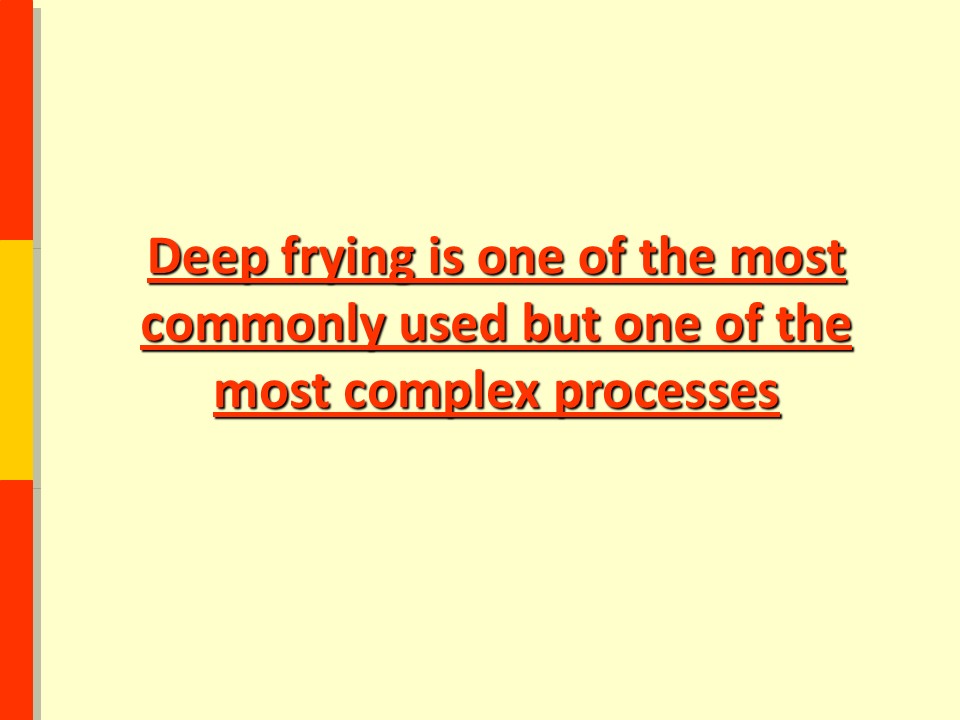 Deep frying is one of the most
commonly used but one of the
most complex processes